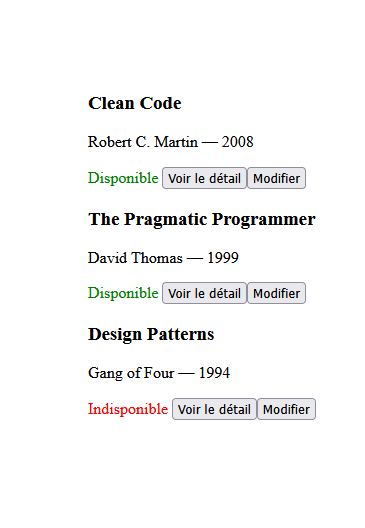 Clean Code
Robert C. Martin — 2008
Disponible Voir le détail Modifier
The Pragmatic Programmer
David Thomas — 1999
Disponible Voir le détail Modifier
Design Patterns
Gang of Four — 1994
Indisponible Voir le détail Modifier